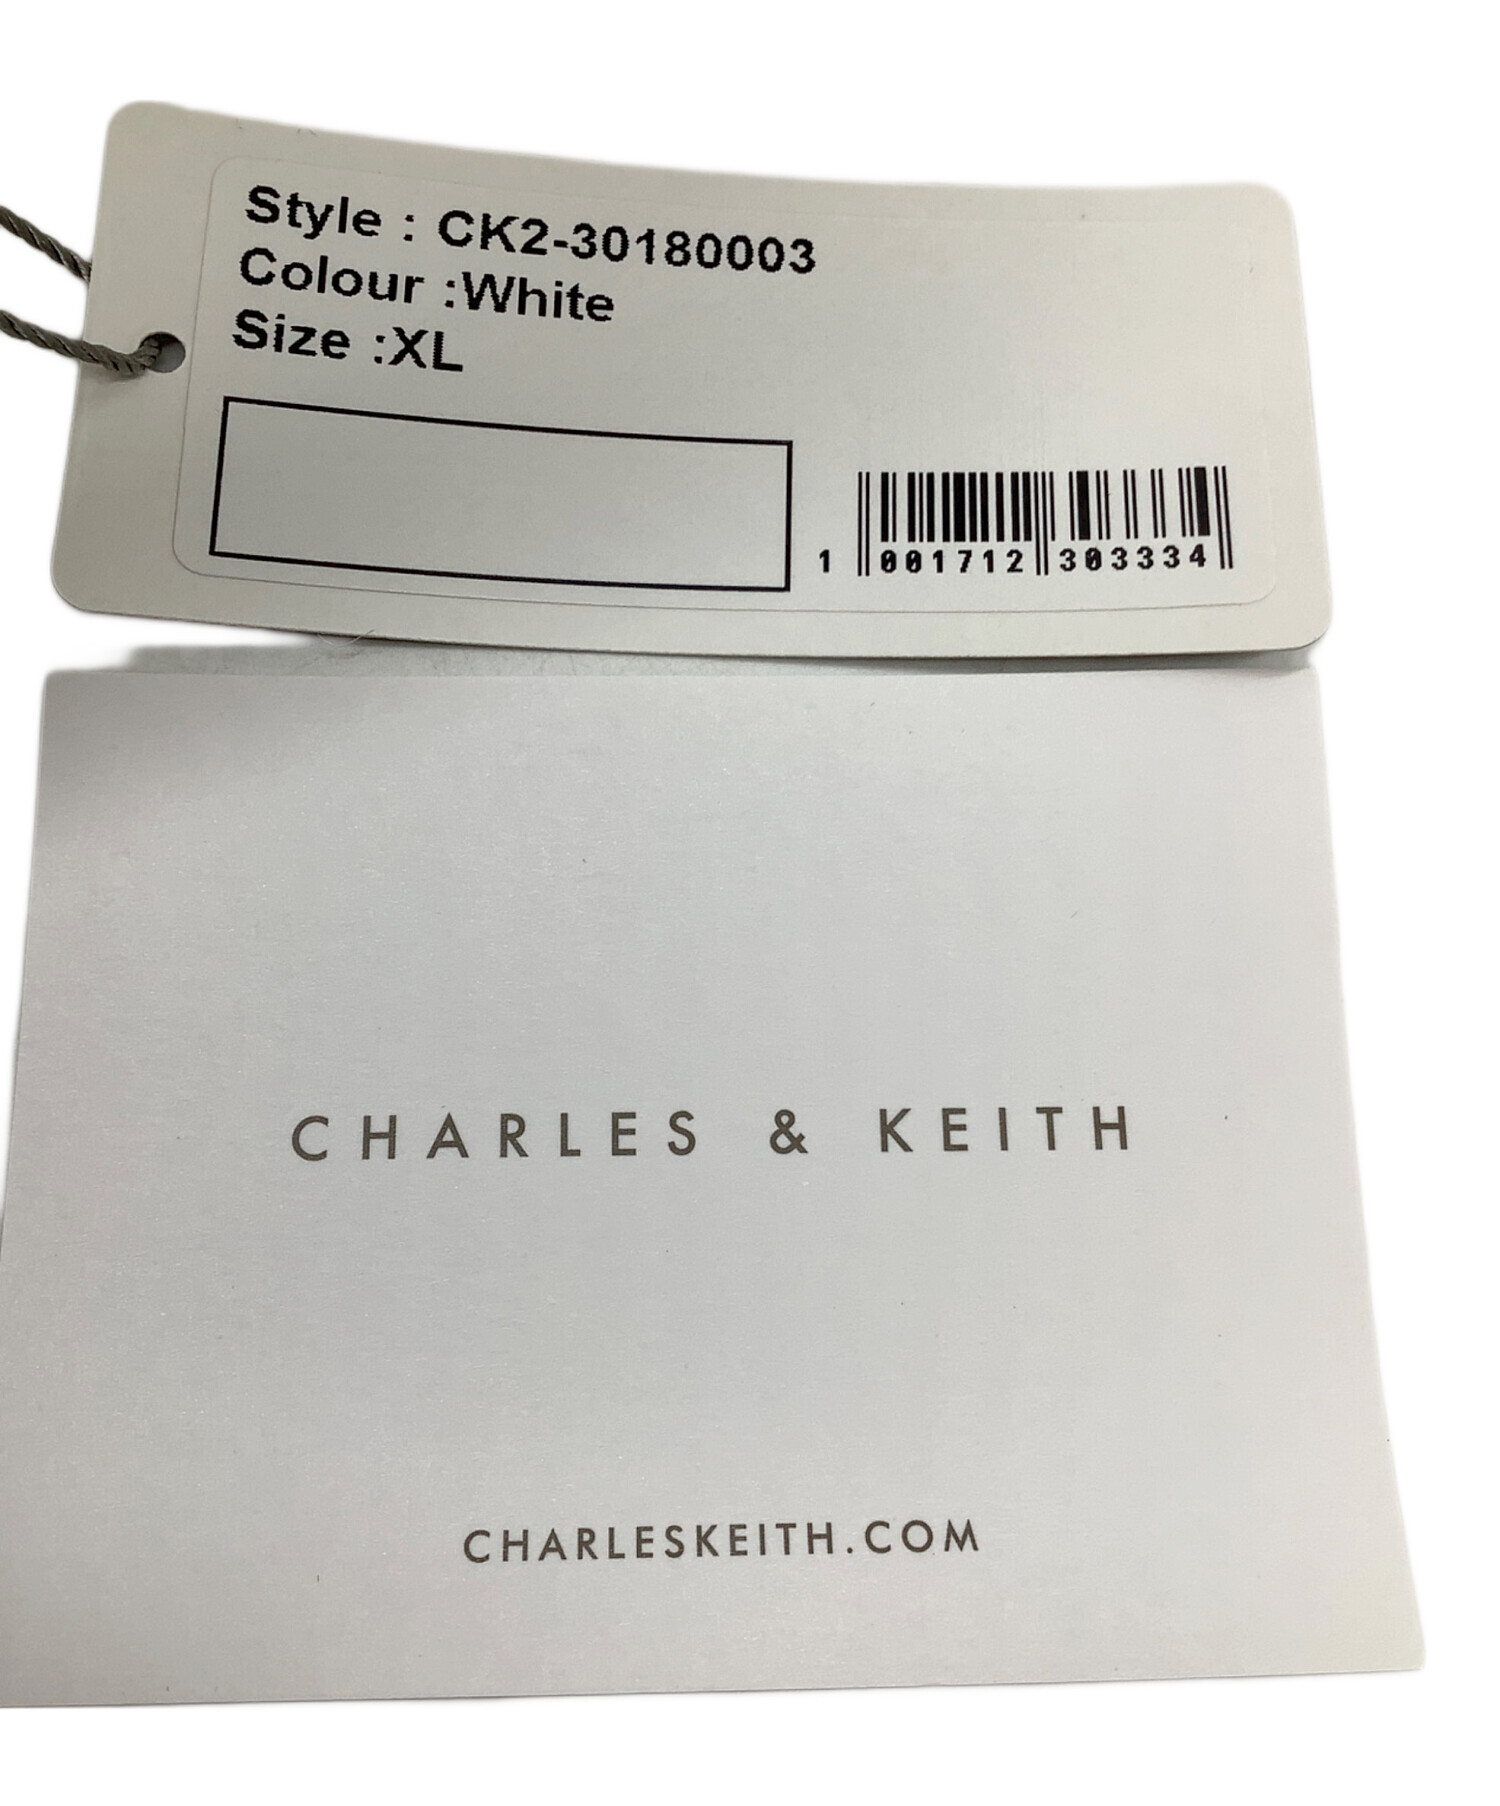 Style : CK2-30180003
Colour :White
Size :XL
1 001712 303334
CHARLES & KEITH
CHARLESKEITH.COM